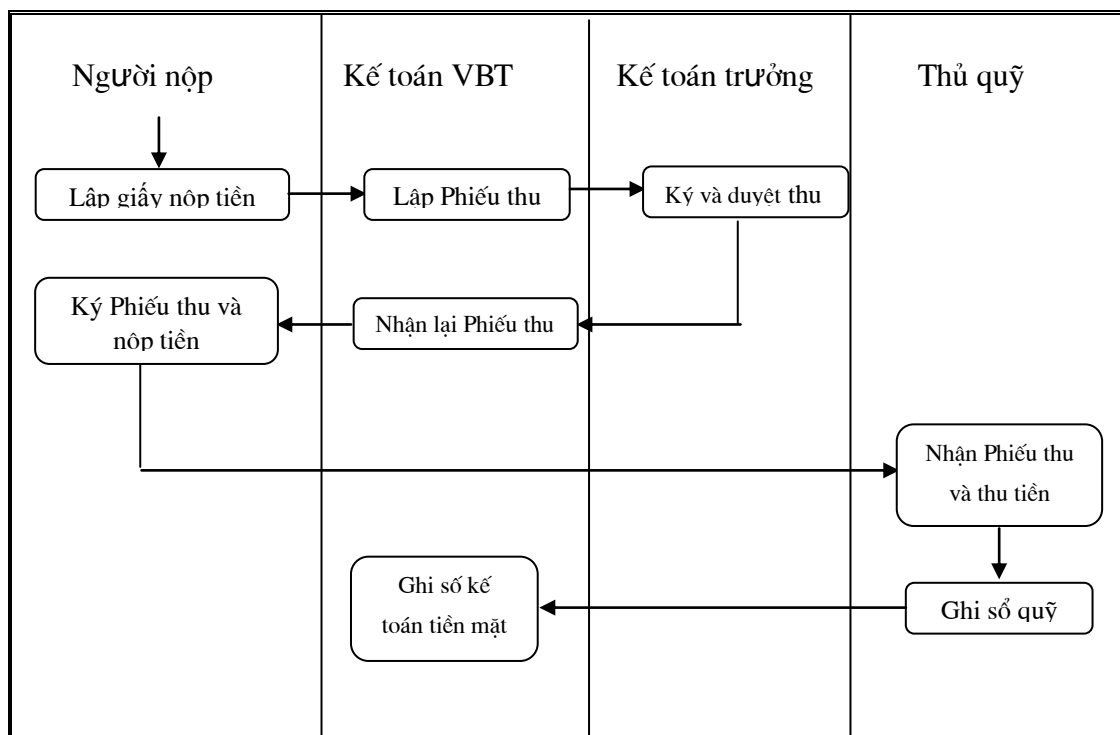 Người nộp
Kế toán VBT
Kế toán trưởng
Thủ quỹ
Lập giấy nộp tiền
Lập Phiếu thu
Ký và duyệt thu
Ký Phiếu thu và
nộp tiền
Nhận lại Phiếu thu
Nhận Phiếu thu
và thu tiền
Ghi số kế
toán tiền mặt
Ghi sổ quỹ